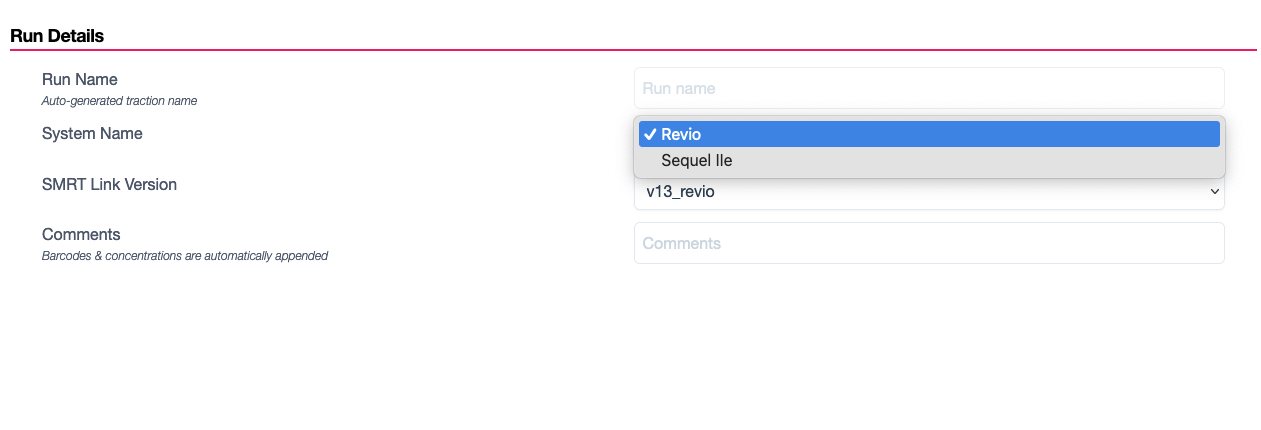 Run Details
Run Name
Run name
Auto-generated traction name
System Name
Revio
Sequel IIe
SMRT Link Version
v13_revio
Comments
Comments
Barcodes & concentrations are automatically appended